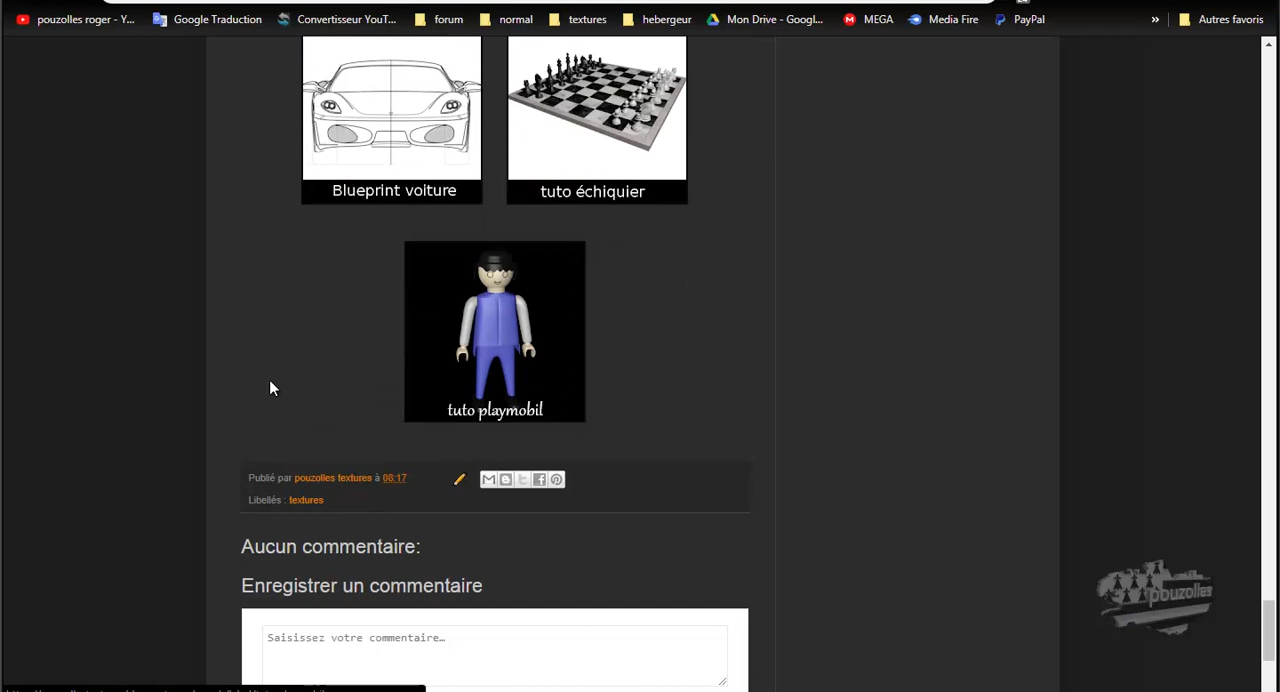 pouzolles roger - Y... Google Traduction Convertisseur YouT... forum normal textures hebergeur Mon Drive - Googl... MEGA Media Fire PayPal » Autres favoris
Blueprint voiture
tuto échiquier
tuto playmobil
Publié par pouzolles textures à 08:17
Libellés : textures
Aucun commentaire:
Enregistrer un commentaire
Saisissez votre commentaire…
pouzolles